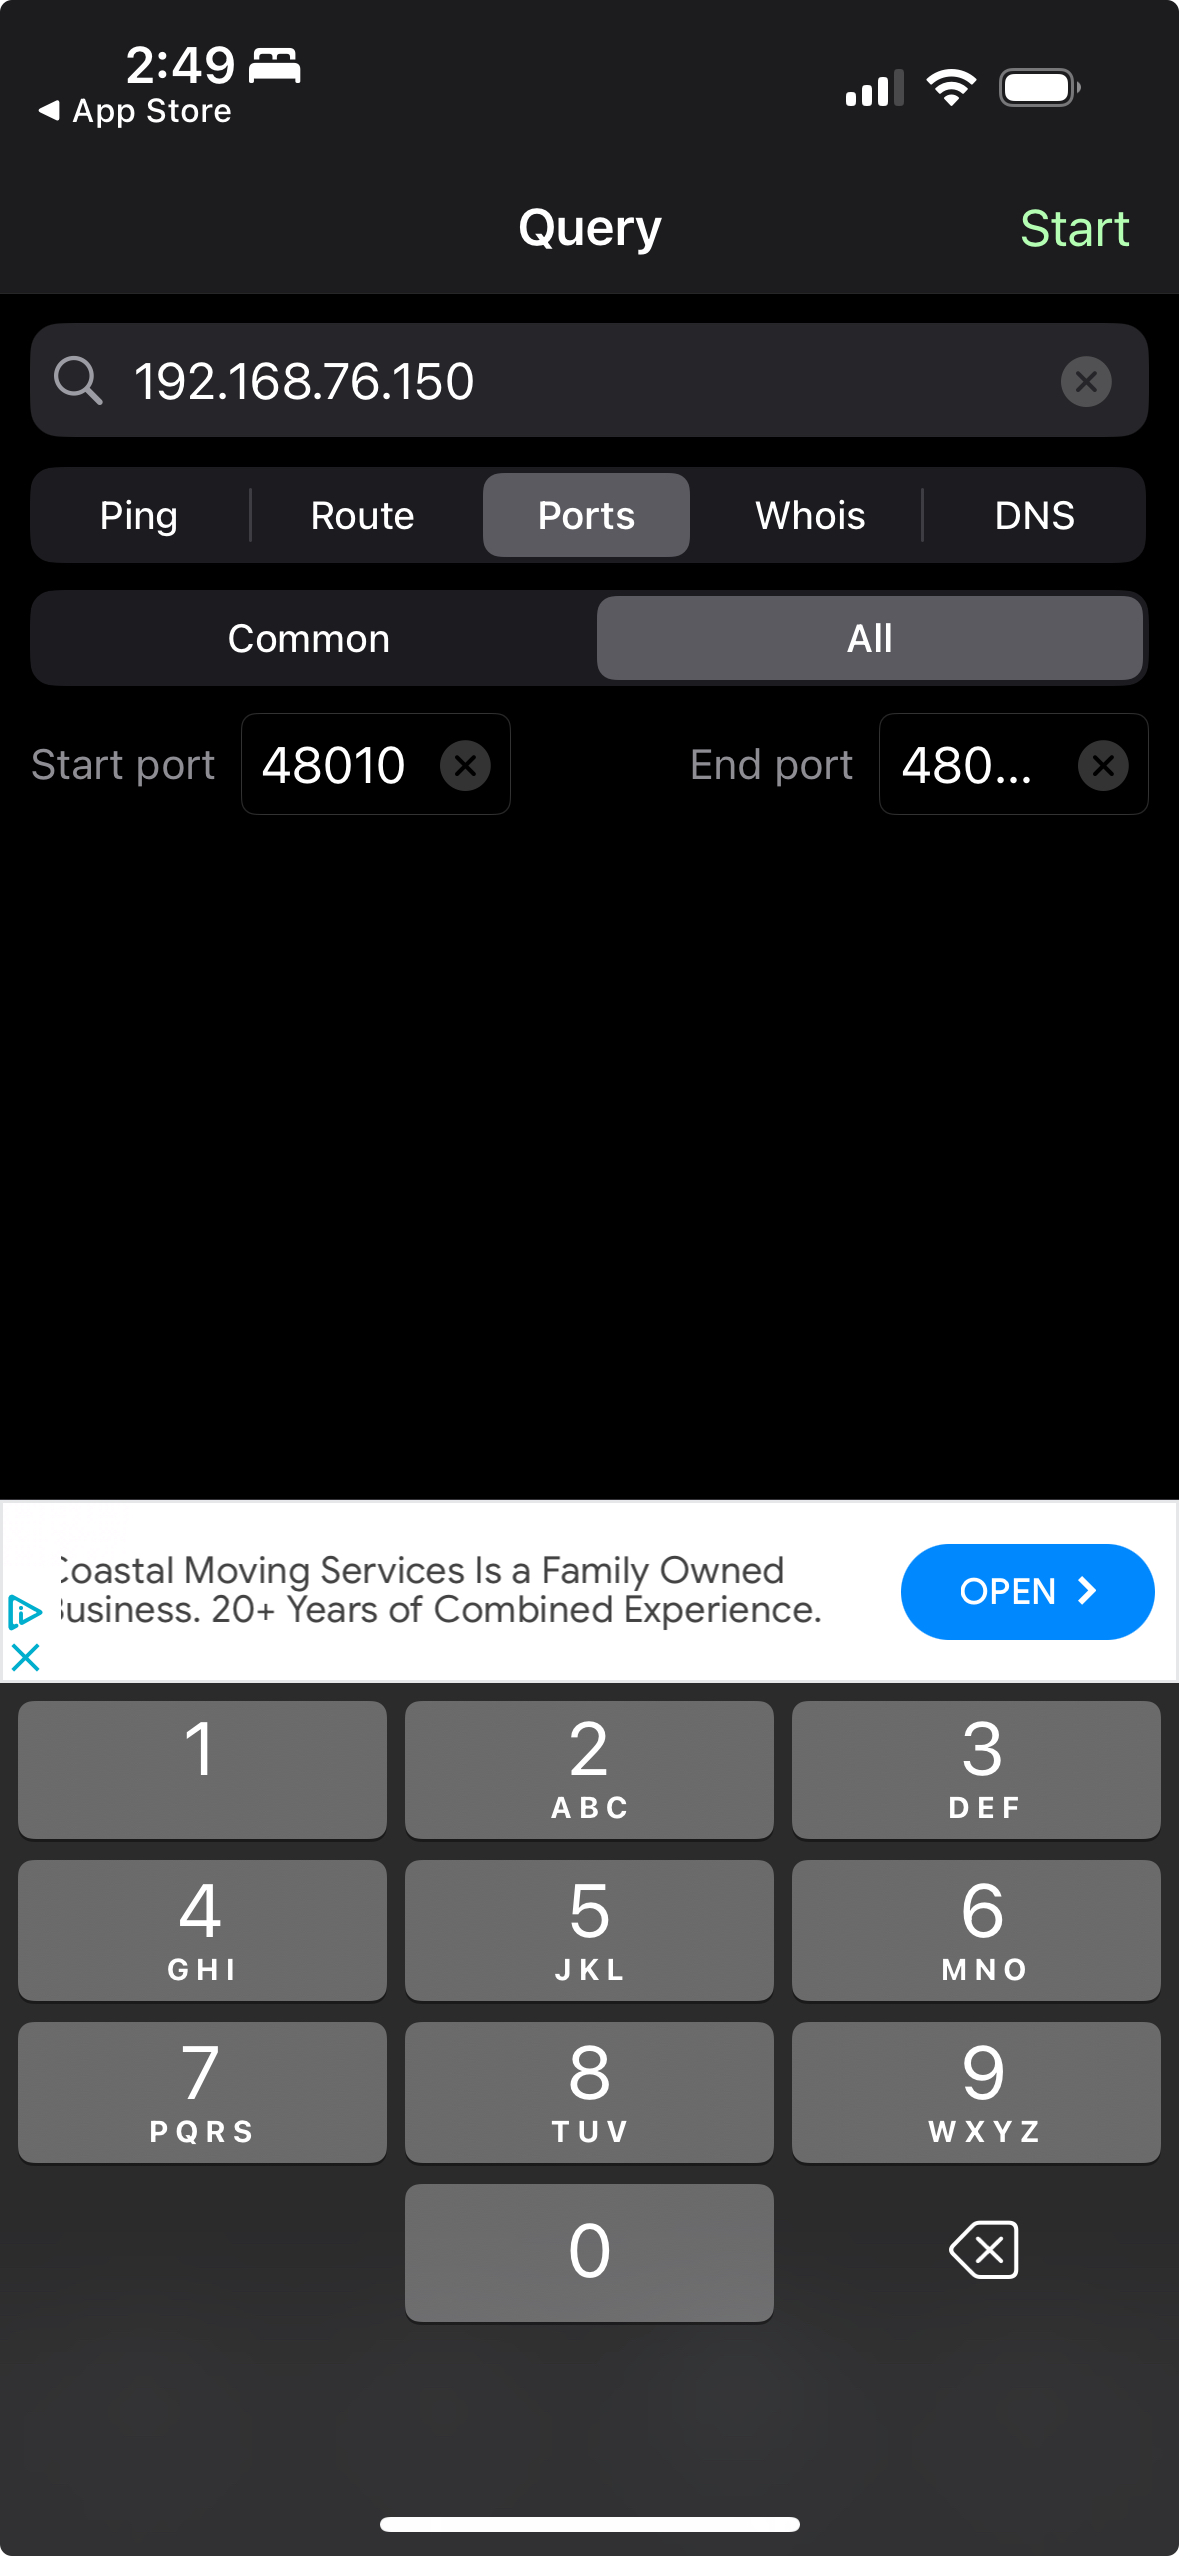 2:49
◀ App Store
Query
Start
192.168.76.150
Ping
Route
Ports
Whois
DNS
Common
All
Start port
48010
End port
480...
Coastal Moving Services Is a Family Owned
Business. 20+ Years of Combined Experience.
OPEN
1
2
ABC
3
DEF
4
GHI
5
JKL
6
MNO
7
PQRS
8
TUV
9
WXYZ
0